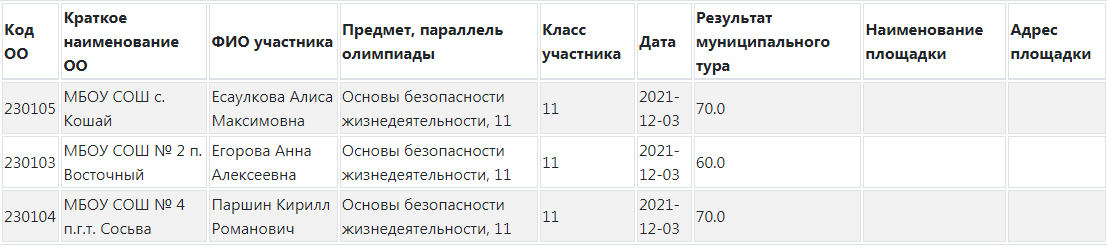 Код ОО Краткое наименование ОО ФИО участника Предмет, параллель олимпиады Класс участника Дата Результат муниципального тура Наименование площадки Адрес площадки
230105 МБОУ СОШ с. Кошай Есаулкова Алиса Максимовна Основы безопасности жизнедеятельности, 11 11 2021-12-03 70.0
230103 МБОУ СОШ № 2 п. Восточный Егорова Анна Алексеевна Основы безопасности жизнедеятельности, 11 11 2021-12-03 60.0
230104 МБОУ СОШ № 4 п.г.т. Сосьва Паршин Кирилл Романович Основы безопасности жизнедеятельности, 11 11 2021-12-03 70.0